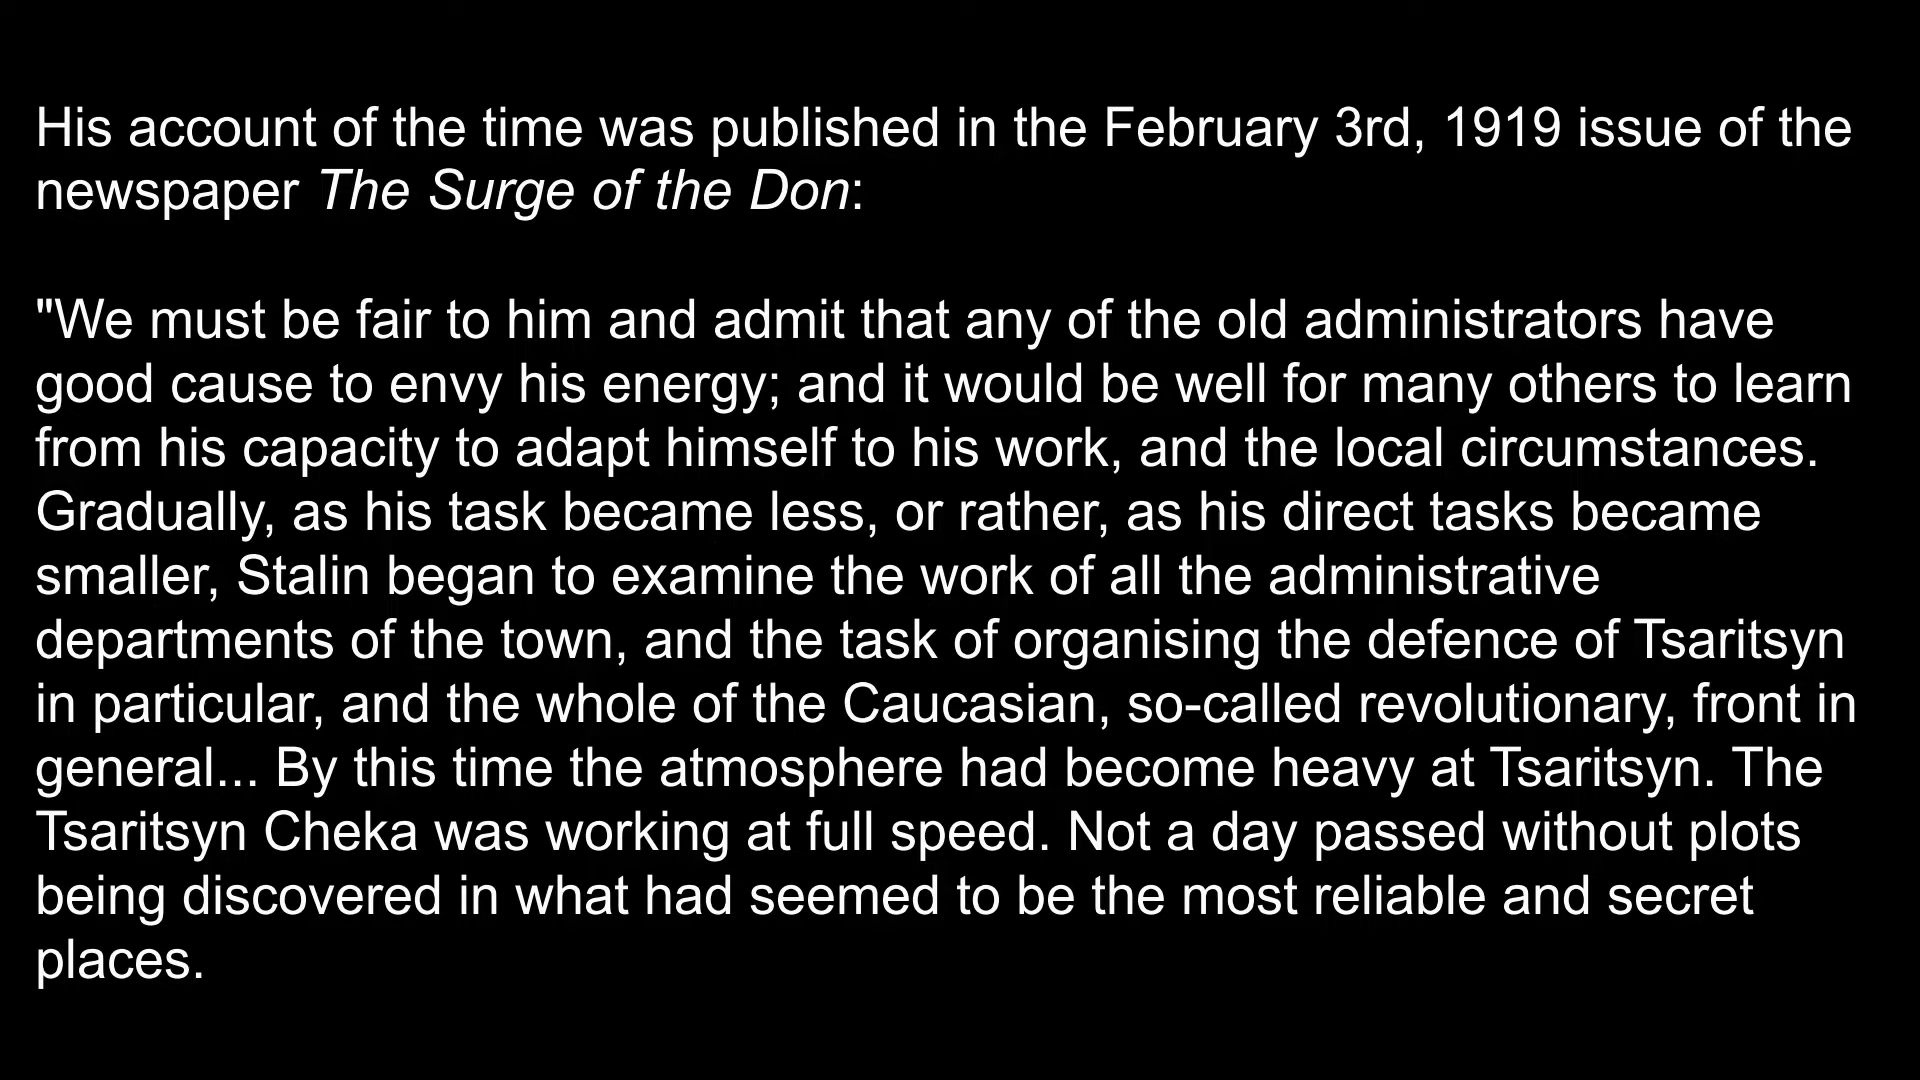 His account of the time was published in the February 3rd, 1919 issue of the
newspaper The Surge of the Don:
"We must be fair to him and admit that any of the old administrators have
good cause to envy his energy; and it would be well for many others to learn
from his capacity to adapt himself to his work, and the local circumstances.
Gradually, as his task became less, or rather, as his direct tasks became
smaller, Stalin began to examine the work of all the administrative
departments of the town, and the task of organising the defence of Tsaritsyn
in particular, and the whole of the Caucasian, so-called revolutionary, front in
general... By this time the atmosphere had become heavy at Tsaritsyn. The
Tsaritsyn Cheka was working at full speed. Not a day passed without plots
being discovered in what had seemed to be the most reliable and secret
places.